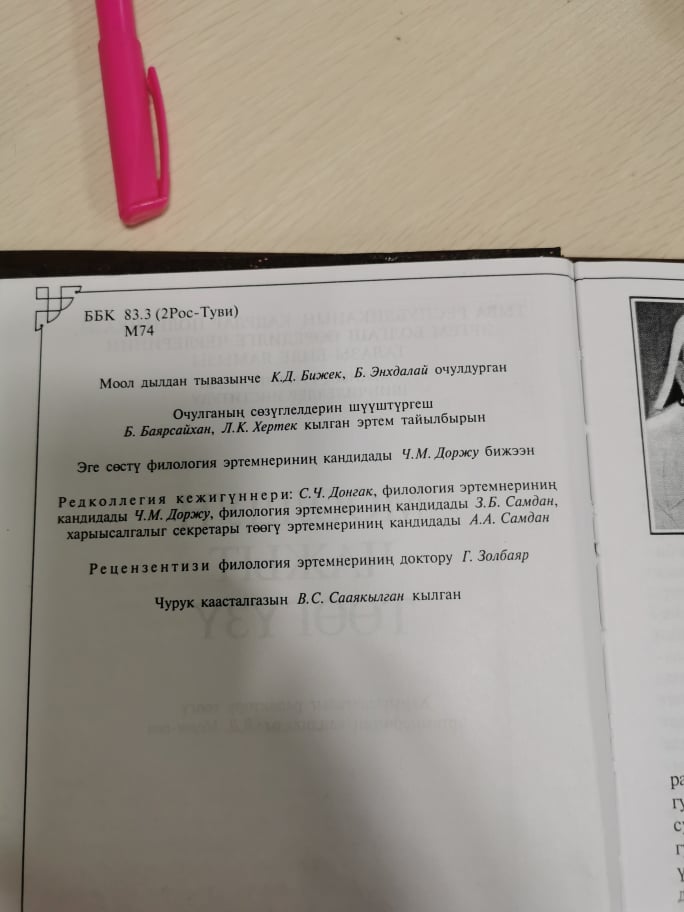 ББК 83.3 (2Рос-Туви)
М74
Моол дылдан тывазынче К.Д. Бижек, Б. Энхдалай очулдурган
Очулганың сөзүглелдерин шүүштүргеш
Б. Баярсайхан, Л.К. Хертек кылган эртем тайылбырын
Эге сөстү филология эртемнериниң кандидады Ч.М. Доржу бижээн
Редколлегия кежигүннери: С.Ч. Донгак, филология эртемнериниң
кандидады Ч.М. Доржу, филология эртемнериниң кандидады З.Б. Самдан,
харыысалгалыг секретары төөгү эртемнериниң кандидады А.А. Самдан
Рецензентизи филология эртемнериниң доктору Г. Золбаяр
Чурук каасталгазын В.С. Сааякылган кылган